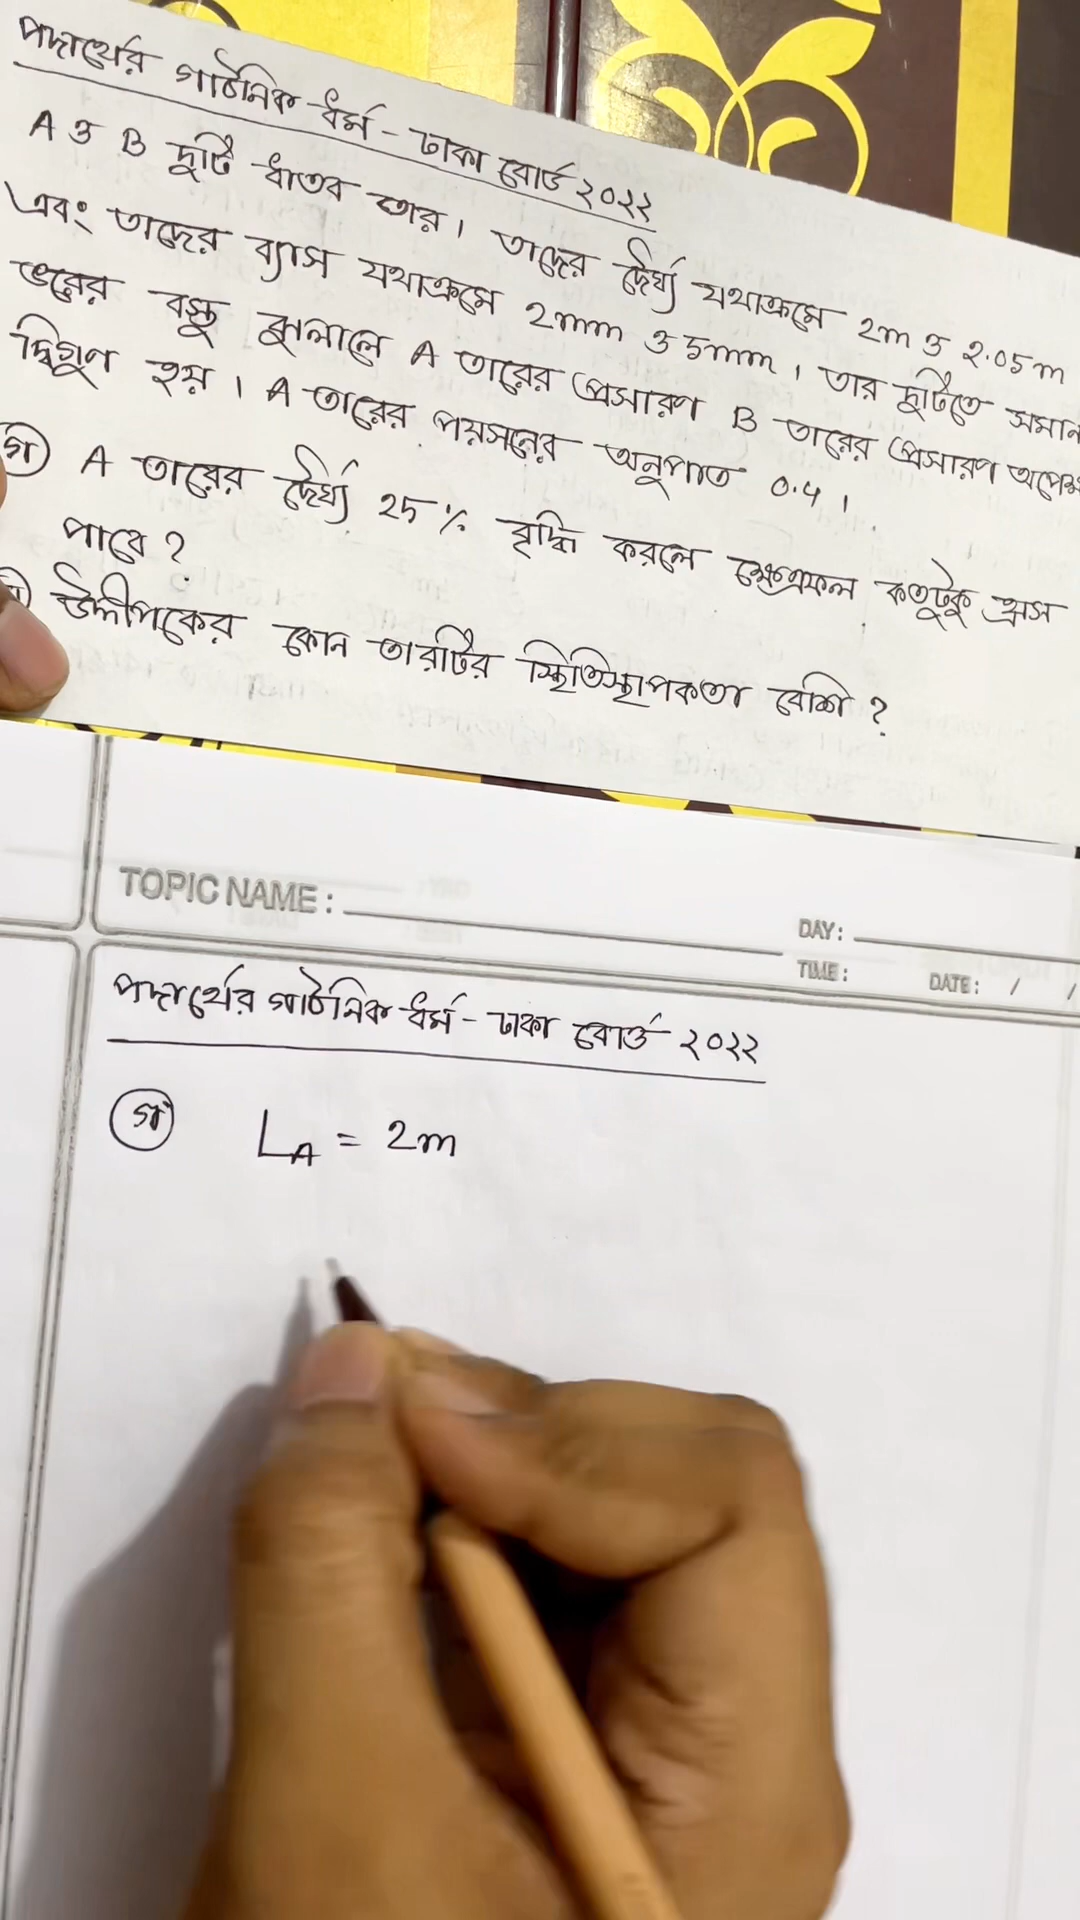 পদার্থের গাঠনিক ধর্ম - ঢাকা বোর্ড ২০২২
A ও B দুটি ধাতব তার। তাদের দৈর্ঘ্য যথাক্রমে 2m ও 2.05m
এবং তাদের ব্যাস যথাক্রমে 2mm ও 5mm, তার দুটিতে সমান
ভরের বস্তু ঝুলালে A তারের প্রসারণ B তারের প্রসারণ অপেক্ষ
দ্বিগুণ হয়। A তারের পয়সনের অনুপাত 0.4।
গ A তারের দৈর্ঘ্য 25% বৃদ্ধি করলে ক্ষেত্রফল কতটুকু হ্রাস
পাবে?
উদ্দীপকের কোন তারটির স্থিতিস্থাপকতা বেশি?
TOPIC NAME :
DAY :
TIME :
DATE : / /
পদার্থের গাঠনিক ধর্ম - ঢাকা বোর্ড ২০২২
গ L_A = 2m